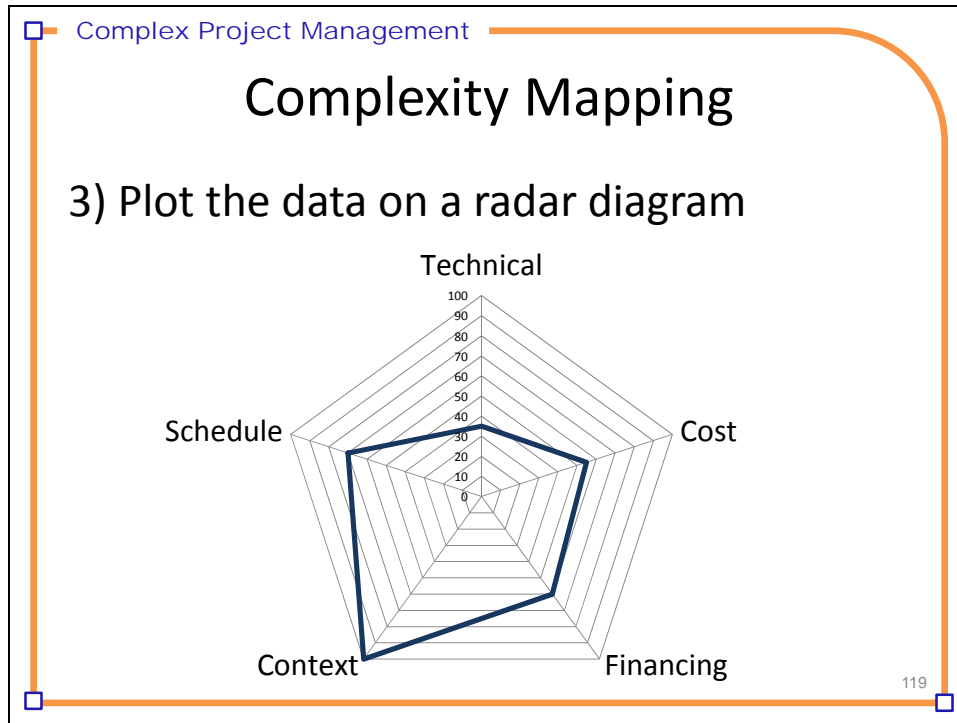 Complex Project Management
Complexity Mapping
3) Plot the data on a radar diagram
Technical
100
90
80
70
60
50
40
30
20
10
0
Schedule
Cost
Context
Financing
119